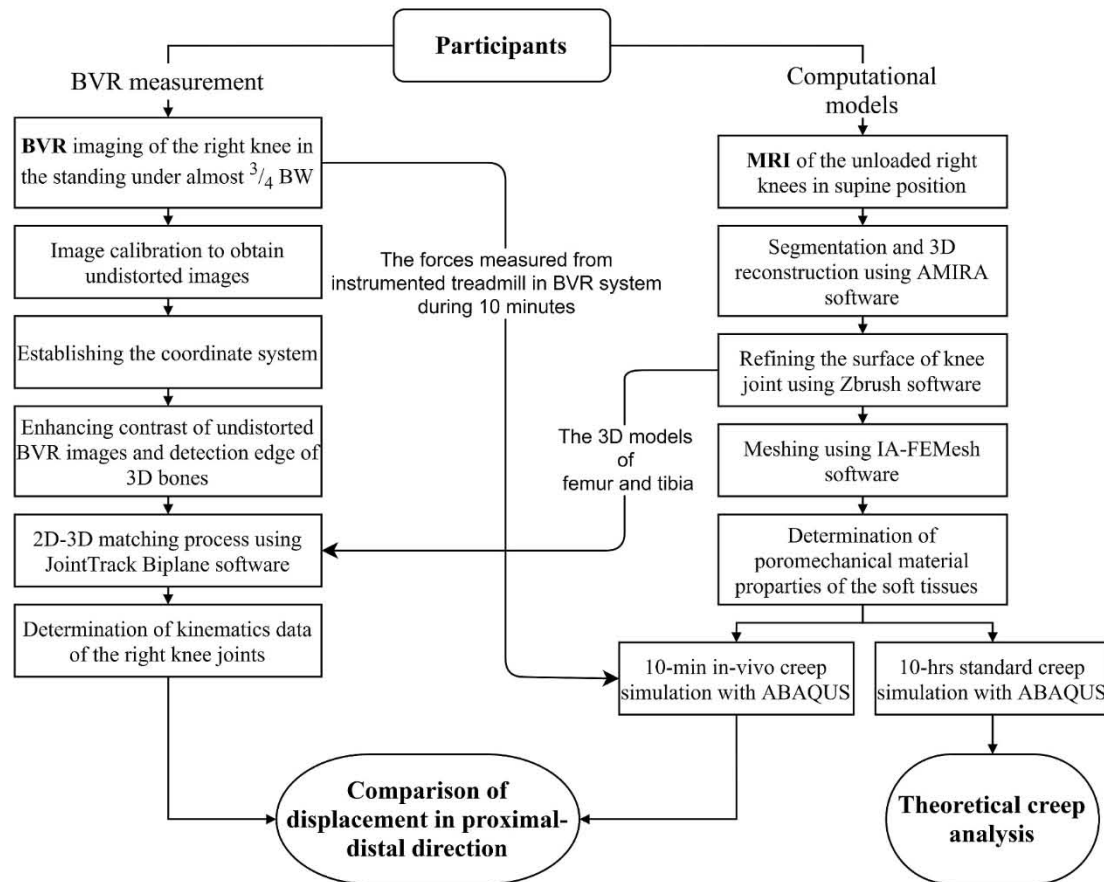 Participants
BVR measurement
BVR imaging of the right knee in
the standing under almost 3/4 BW
Image calibration to obtain
undistorted images
Establishing the coordinate system
Enhancing contrast of undistorted
BVR images and detection edge of
3D bones
2D-3D matching process using
JointTrack Biplane software
Determination of kinematics data
of the right knee joints
The forces measured from
instrumented treadmill in BVR system
during 10 minutes
The 3D models
of
femur and tibia
Computational
models
MRI of the unloaded right
knees in supine position
Segmentation and 3D
reconstruction using AMIRA
software
Refining the surface of knee
joint using Zbrush software
Meshing using IA-FEMesh
software
Determination of
poromechanical material
properties of the soft tissues
10-min in-vivo creep
simulation with ABAQUS
10-hrs standard creep
simulation with ABAQUS
Comparison of
displacement in proximal-
distal direction
Theoretical creep
analysis